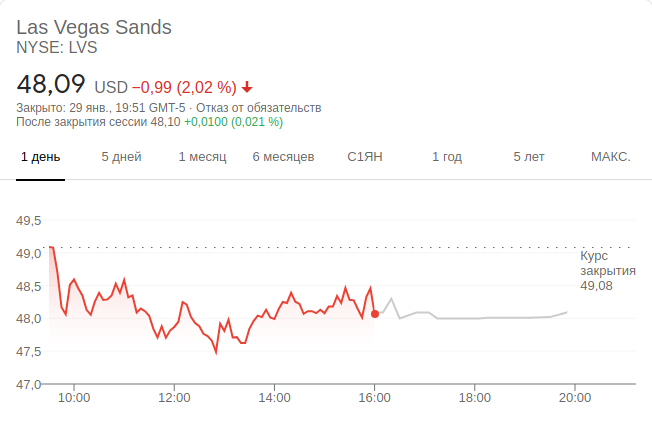 Las Vegas Sands
NYSE: LVS
48,09 USD −0,99 (2,02 %)
Закрыто: 29 янв., 19:51 GMT-5 · Отказ от обязательств
После закрытия сессии 48,10 +0,0100 (0,021 %)
1 день 5 дней 1 месяц 6 месяцев С1ЯН 1 год 5 лет МАКС.
49,5
49,0
48,5
48,0
47,5
47,0
Курс
закрытия
49,08
10:00 12:00 14:00 16:00 18:00 20:00